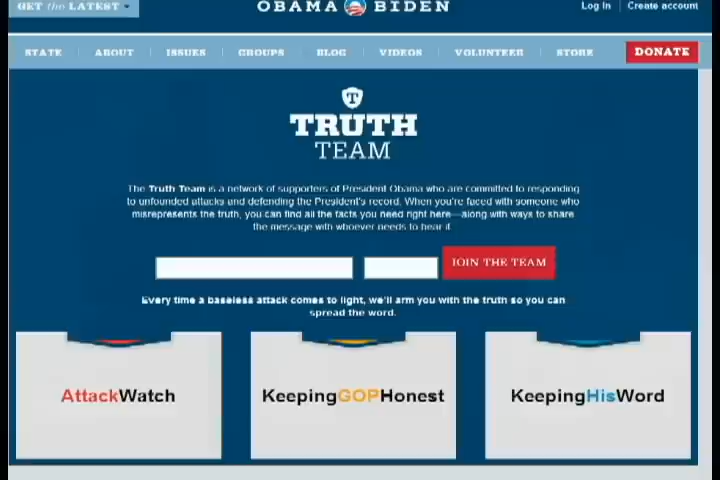 GET the LATEST
OBAMA BIDEN
Log In
Create account
STATE
ABOUT
ISSUES
GROUPS
BLOG
VIDEOS
VOLUNTEER
STORE
DONATE
T
TRUTH
TEAM
The Truth Team is a network of supporters of President Obama who are committed to responding
to unfounded attacks and defending the President's record. When you're faced with someone who
misrepresents the truth, you can find all the facts you need right here—along with ways to share
the message with whoever needs to hear it.
JOIN THE TEAM
Every time a baseless attack comes to light, we'll arm you with the truth so you can
spread the word.
AttackWatch
KeepingGOPHonest
KeepingHisWord